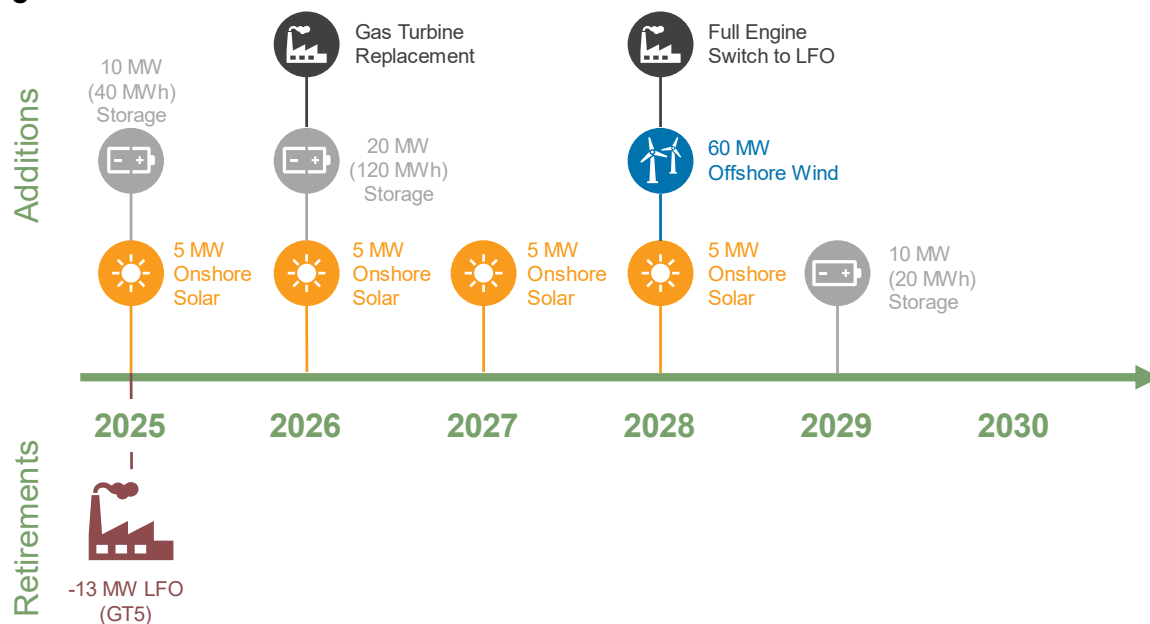 Additions
10 MW
(40 MWh)
Storage
Gas Turbine
Replacement
20 MW
(120 MWh)
Storage
Full Engine
Switch to LFO
60 MW
Offshore Wind
5 MW
Onshore
Solar
5 MW
Onshore
Solar
5 MW
Onshore
Solar
5 MW
Onshore
Solar
10 MW
(20 MWh)
Storage
2025
2026
2027
2028
2029
2030
Retirements
-13 MW LFO
(GT5)